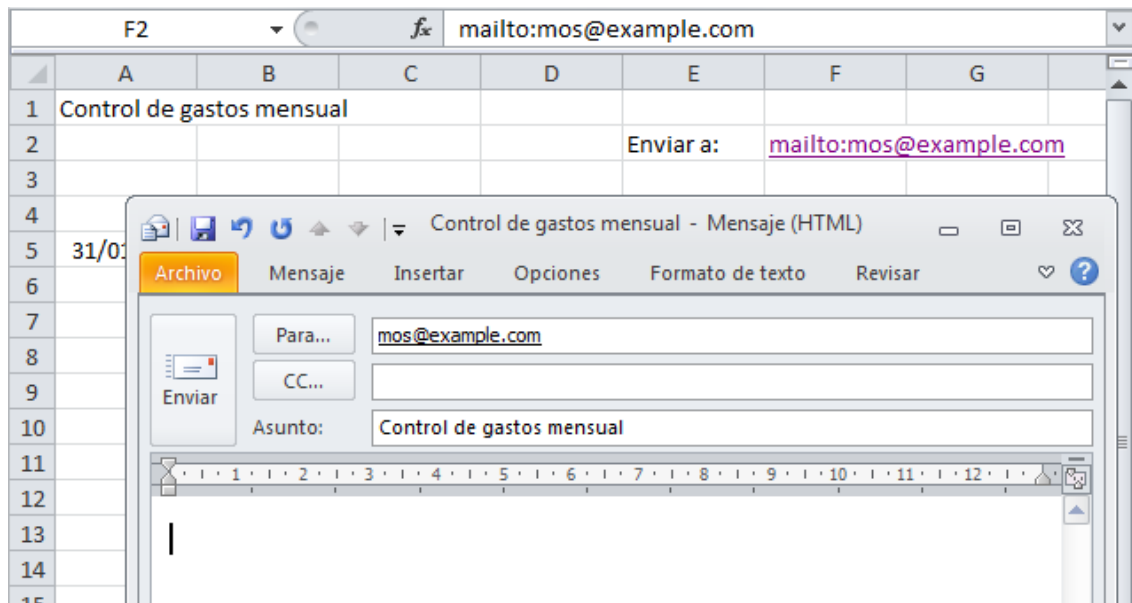 F2 fx mailto:mos@example.com
A B C D E F G
1 Control de gastos mensual
2 Enviar a: mailto:mos@example.com
3
4 Control de gastos mensual - Mensaje (HTML)
5 31/01
Archivo Mensaje Insertar Opciones Formato de texto Revisar
6
7
Para... mos@example.com
8
CC...
9
Enviar
10 Asunto: Control de gastos mensual
11
1 2 3 4 5 6 7 8 9 10 11 12
12
13
14
15